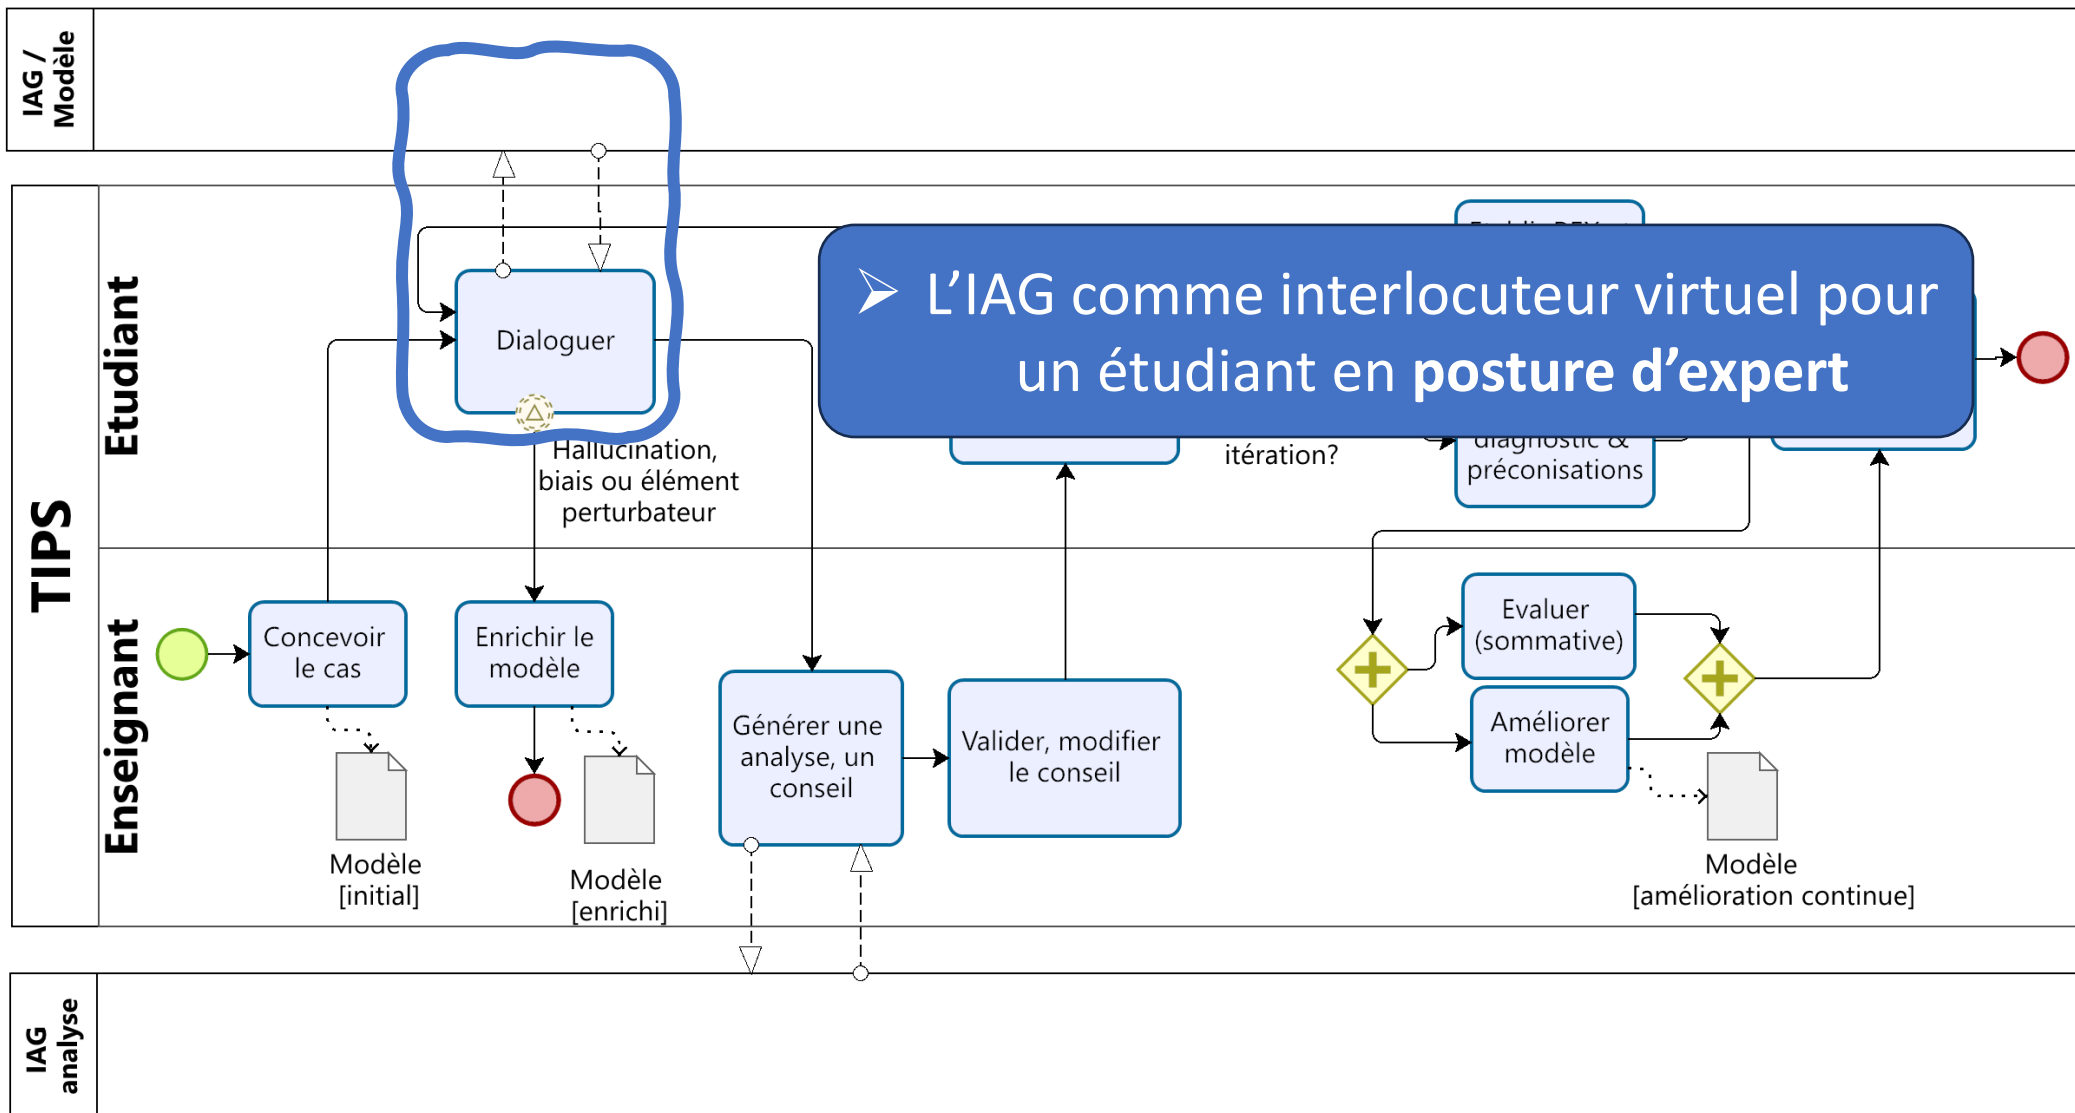 IAG /
Modèle
TIPS
Etudiant
Dialoguer
Hallucination,
biais ou élément
perturbateur
➢ L’IAG comme interlocuteur virtuel pour
un étudiant en posture d’expert
itération?
diagnostic &
préconisations
Enseignant
Concevoir
le cas
Modèle
[initial]
Enrichir le
modèle
Modèle
[enrichi]
Générer une
analyse, un
conseil
Valider, modifier
le conseil
Evaluer
(sommative)
Améliorer
modèle
Modèle
[amélioration continue]
IAG
analyse